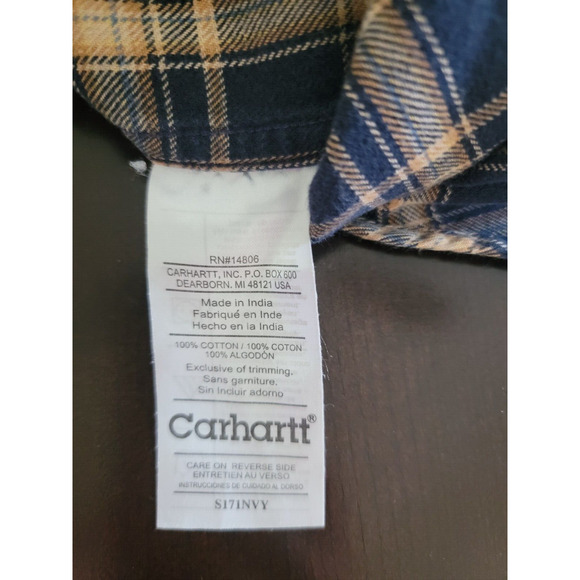 RN#14806
CARHARTT, INC. P.O. BOX 600
DEARBORN. MI 48121 USA
Made in India
Fabriqué en Inde
Hecho en la India
100% COTTON / 100% COTON
100% ALGODÓN
Exclusive of trimming.
Sans garniture.
Sin incluir adorno
Carhartt®
CARE ON REVERSE SIDE
ENTRETIEN AU VERSO
INSTRUCCIONES DE CUIDADO AL DORSO
S171NVY